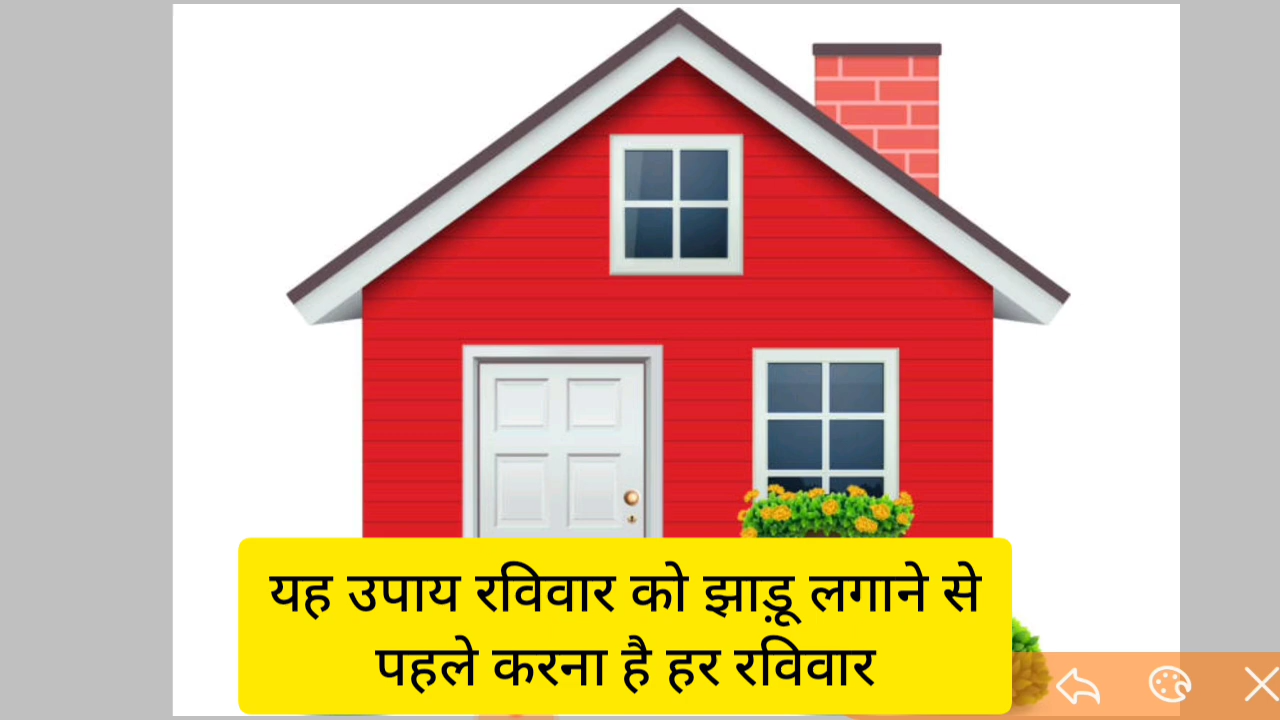 यह उपाय रविवार को झाड़ू लगाने से
पहले करना है हर रविवार